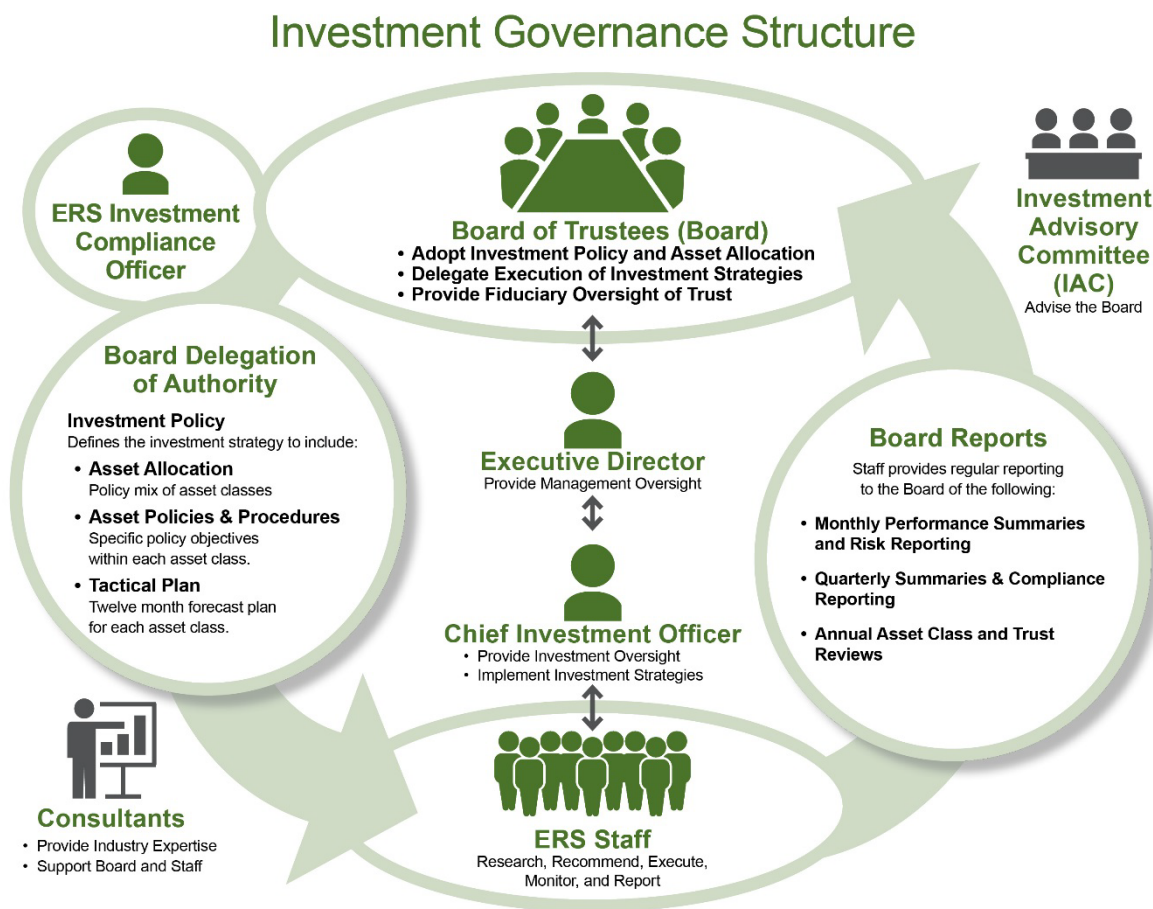 Investment Governance Structure
ERS Investment
Compliance
Officer
Board of Trustees (Board)
• Adopt Investment Policy and Asset Allocation
• Delegate Execution of Investment Strategies
• Provide Fiduciary Oversight of Trust
Investment
Advisory
Committee
(IAC)
Advise the Board
Board Delegation
of Authority
Investment Policy
Defines the investment strategy to include:
• Asset Allocation
Policy mix of asset classes
• Asset Policies & Procedures
Specific policy objectives
within each asset class.
• Tactical Plan
Twelve month forecast plan
for each asset class.
Executive Director
Provide Management Oversight
Chief Investment Officer
• Provide Investment Oversight
• Implement Investment Strategies
Board Reports
Staff provides regular reporting
to the Board of the following:
• Monthly Performance Summaries
and Risk Reporting
• Quarterly Summaries & Compliance
Reporting
• Annual Asset Class and Trust
Reviews
Consultants
• Provide Industry Expertise
• Support Board and Staff
ERS Staff
Research, Recommend, Execute,
Monitor, and Report